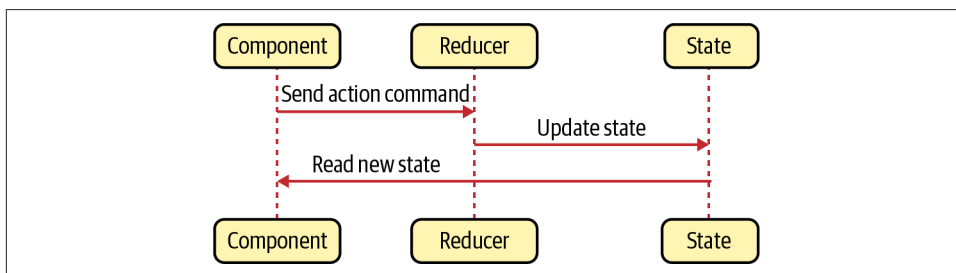 Component
Reducer
State
Send action command
Update state
Read new state
Component
Reducer
State